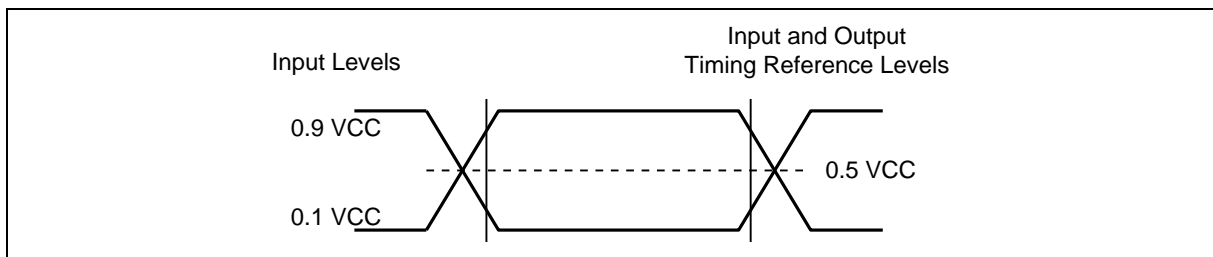 Input Levels
Input and Output
Timing Reference Levels
0.9 VCC
0.5 VCC
0.1 VCC